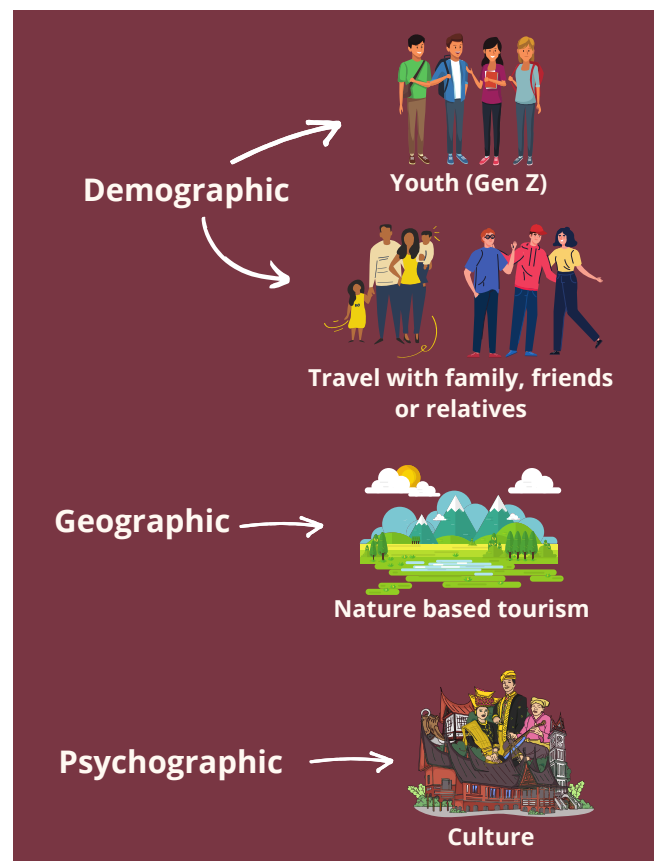 Demographic
Youth (Gen Z)
Travel with family, friends
or relatives
Geographic
Nature based tourism
Psychographic
Culture